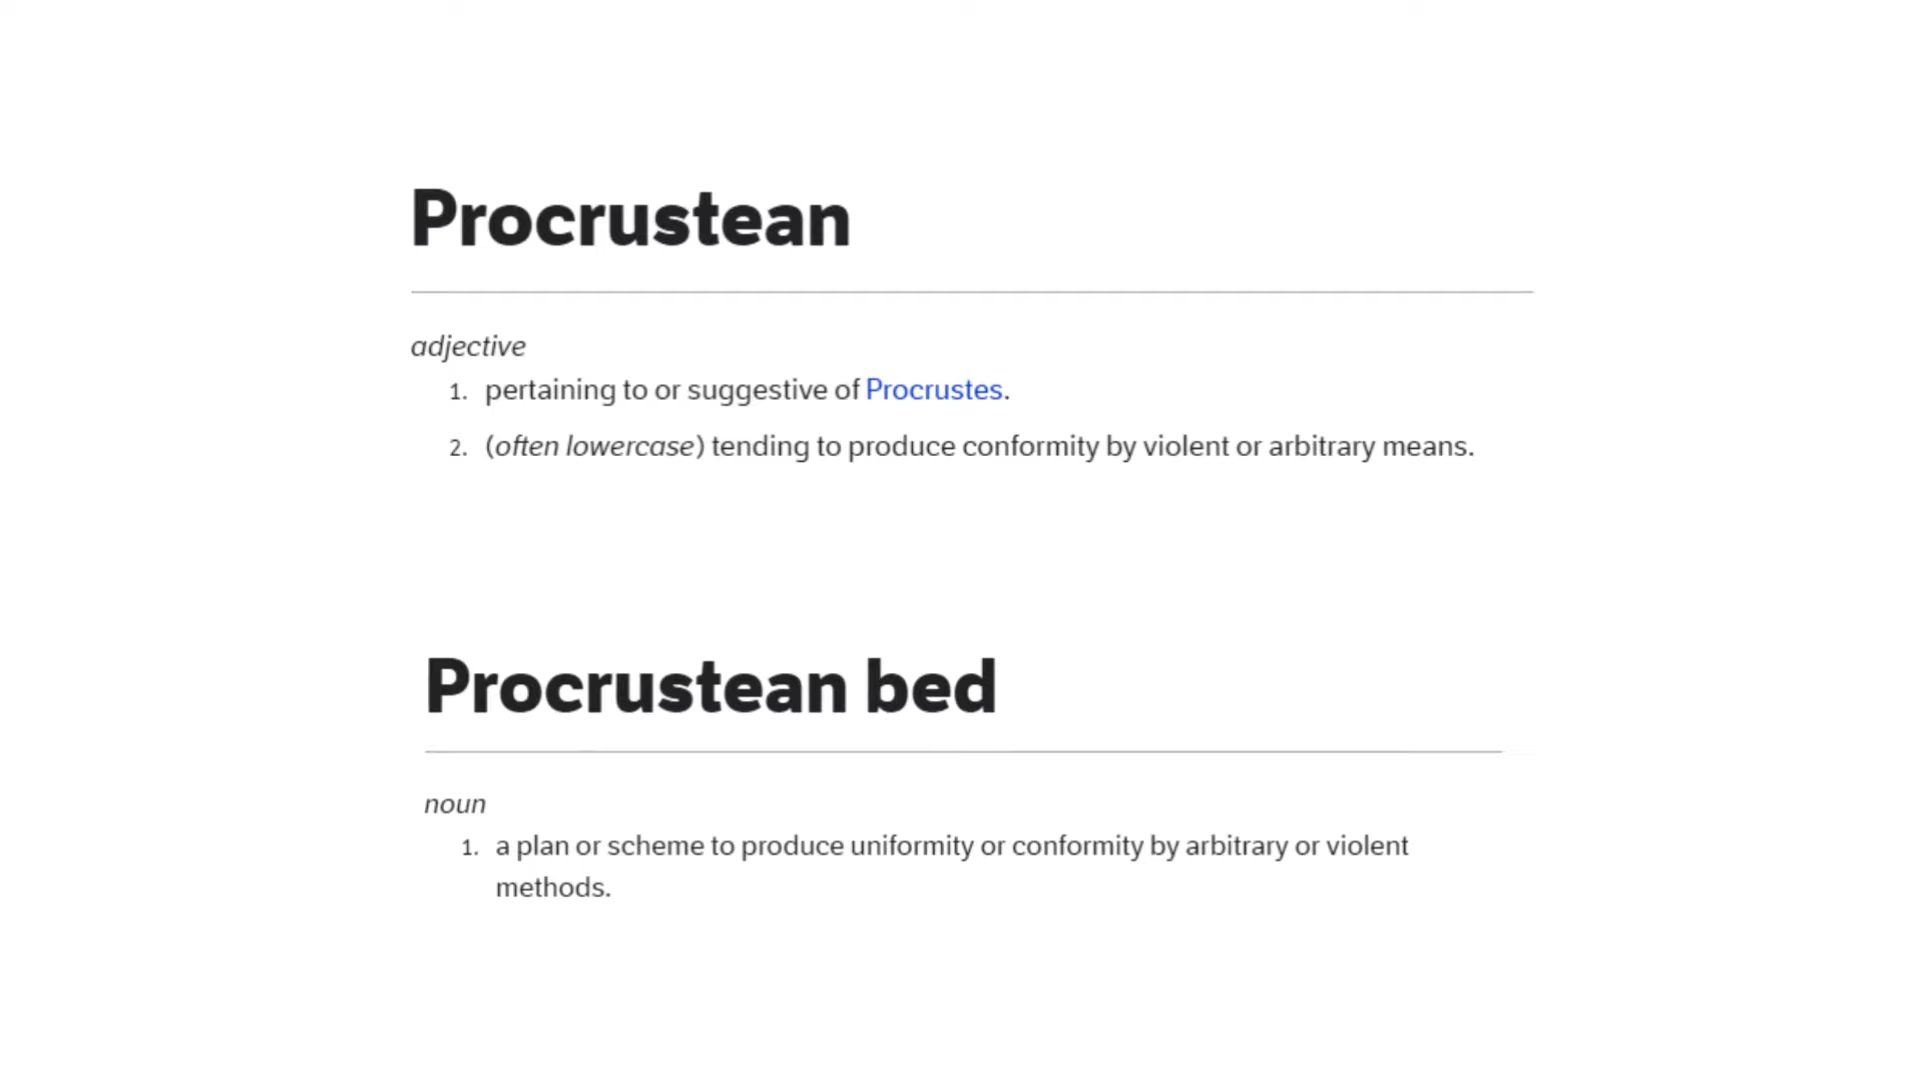 Procrustean
adjective
1. pertaining to or suggestive of Procrustes.
2. (often lowercase) tending to produce conformity by violent or arbitrary means.
Procrustean bed
noun
1. a plan or scheme to produce uniformity or conformity by arbitrary or violent
methods.